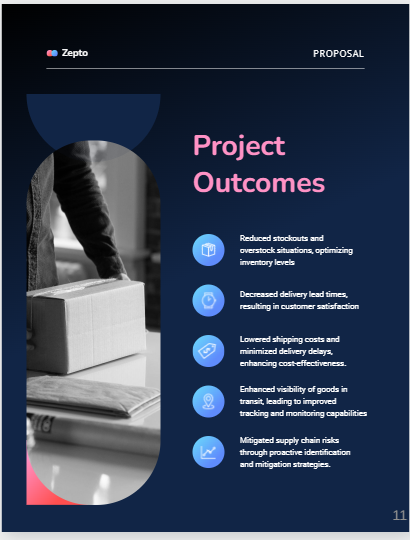 Zepto
PROPOSAL
Project
Outcomes
Reduced stockouts and
overstock situations, optimizing
inventory levels
Decreased delivery lead times,
resulting in customer satisfaction
Lowered shipping costs and
minimized delivery delays,
enhancing cost-effectiveness.
Enhanced visibility of goods in
transit, leading to improved
tracking and monitoring capabilities
Mitigated supply chain risks
through proactive identification
and mitigation strategies.
11